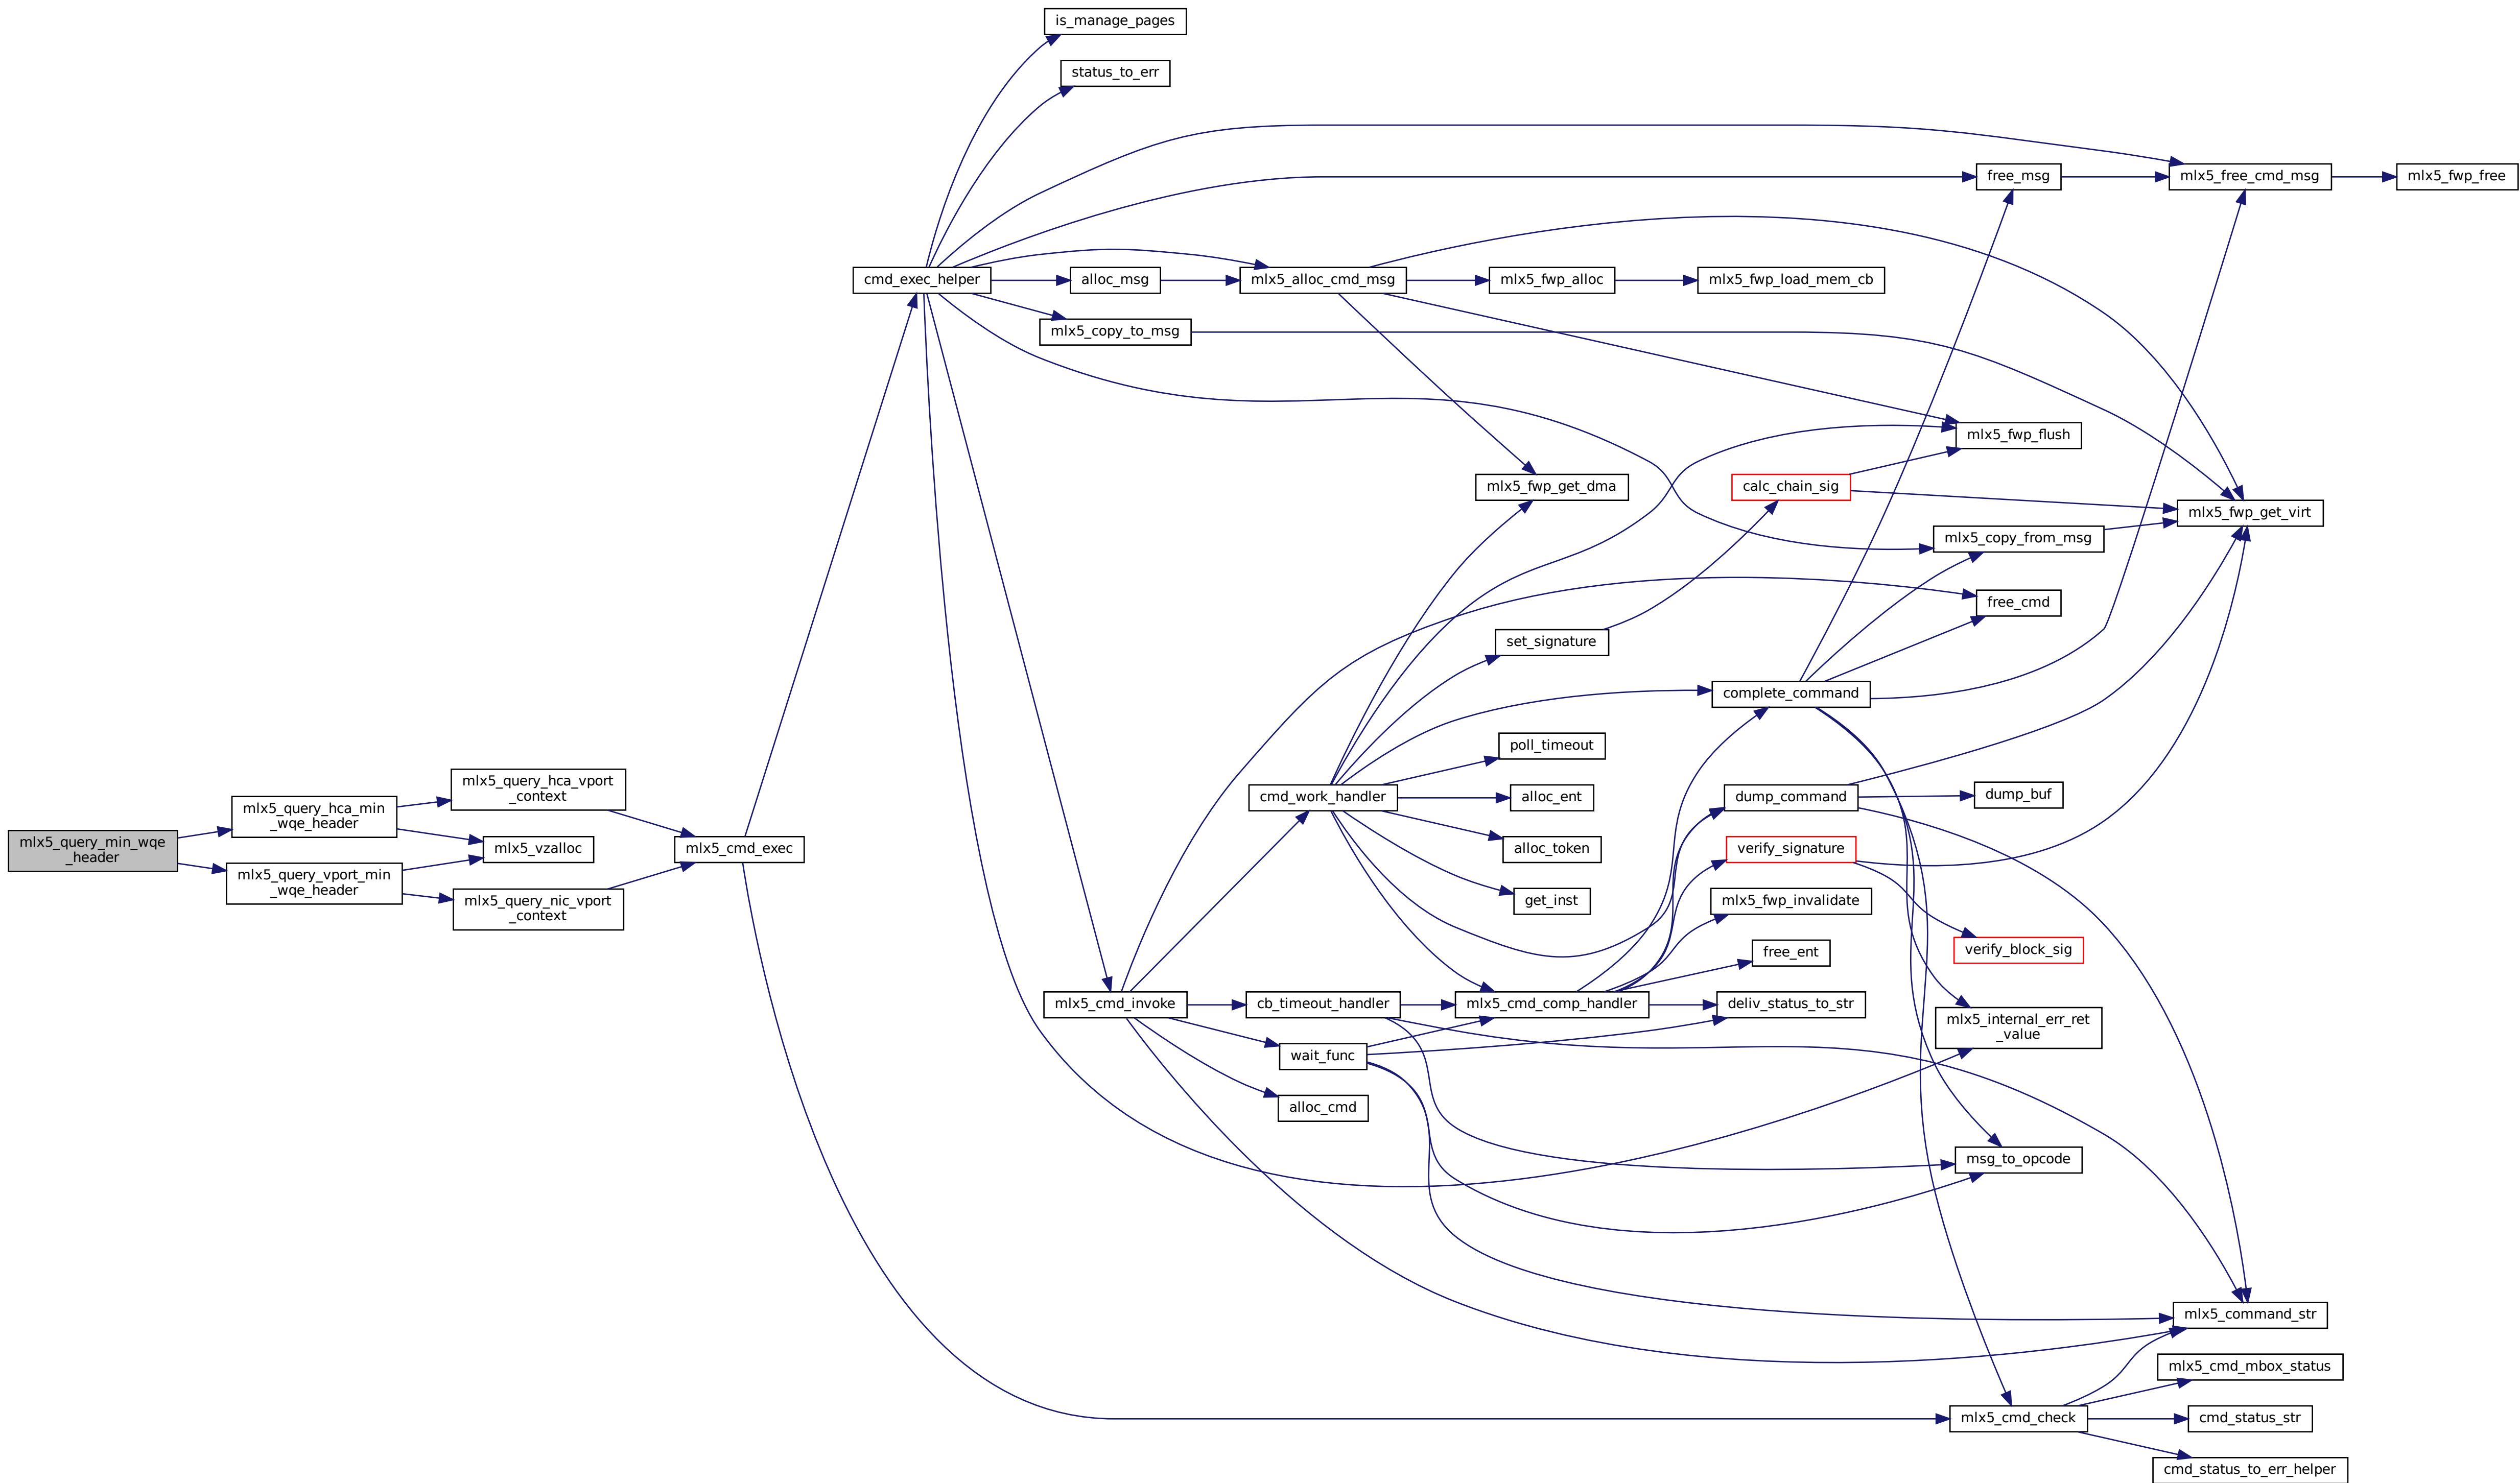 is_manage_pages
status_to_err
free_msg
mlx5_free_cmd_msg
mlx5_fwp_free
cmd_exec_helper
alloc_msg
mlx5_alloc_cmd_msg
mlx5_fwp_alloc
mlx5_fwp_load_mem_cb
mlx5_copy_to_msg
mlx5_fwp_flush
mlx5_fwp_get_dma
calc_chain_sig
mlx5_fwp_get_virt
mlx5_copy_from_msg
free_cmd
set_signature
complete_command
poll_timeout
mlx5_query_hca_vport
_context
cmd_work_handler
alloc_ent
dump_command
dump_buf
mlx5_query_hca_min
_wqe_header
mlx5_query_min_wqe
_header
mlx5_vzalloc
mlx5_cmd_exec
alloc_token
verify_signature
mlx5_query_vport_min
_wqe_header
mlx5_query_nic_vport
_context
get_inst
mlx5_fwp_invalidate
free_ent
verify_block_sig
mlx5_cmd_invoke
cb_timeout_handler
mlx5_cmd_comp_handler
deliv_status_to_str
mlx5_internal_err_ret
_value
wait_func
alloc_cmd
msg_to_opcode
mlx5_command_str
mlx5_cmd_mbox_status
mlx5_cmd_check
cmd_status_str
cmd_status_to_err_helper